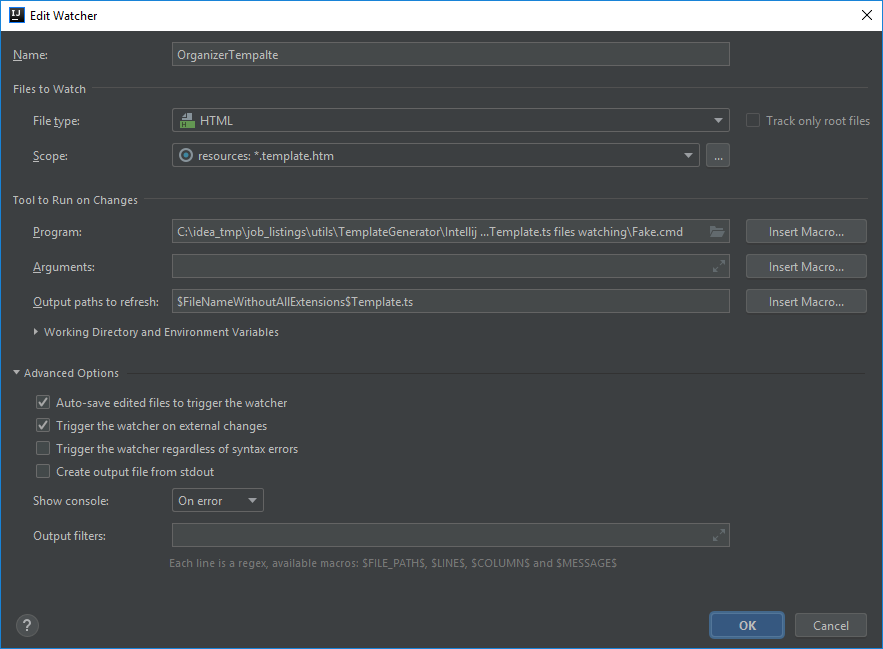 IJ Edit Watcher
Name: OrganizerTempalte
Files to Watch
File type: HTML Track only root files
Scope: resources: *.template.htm ...
Tool to Run on Changes
Program: C:\idea_tmp\job_listings\utils\TemplateGenerator\Intellij ...Template.ts files watching\Fake.cmd Insert Macro...
Arguments: Insert Macro...
Output paths to refresh: $FileNameWithoutAllExtensions$Template.ts Insert Macro...
Working Directory and Environment Variables
Advanced Options
Auto-save edited files to trigger the watcher
Trigger the watcher on external changes
Trigger the watcher regardless of syntax errors
Create output file from stdout
Show console: On error
Output filters:
Each line is a regex, available macros: $FILE_PATH$, $LINE$, $COLUMN$ and $MESSAGE$
? OK Cancel